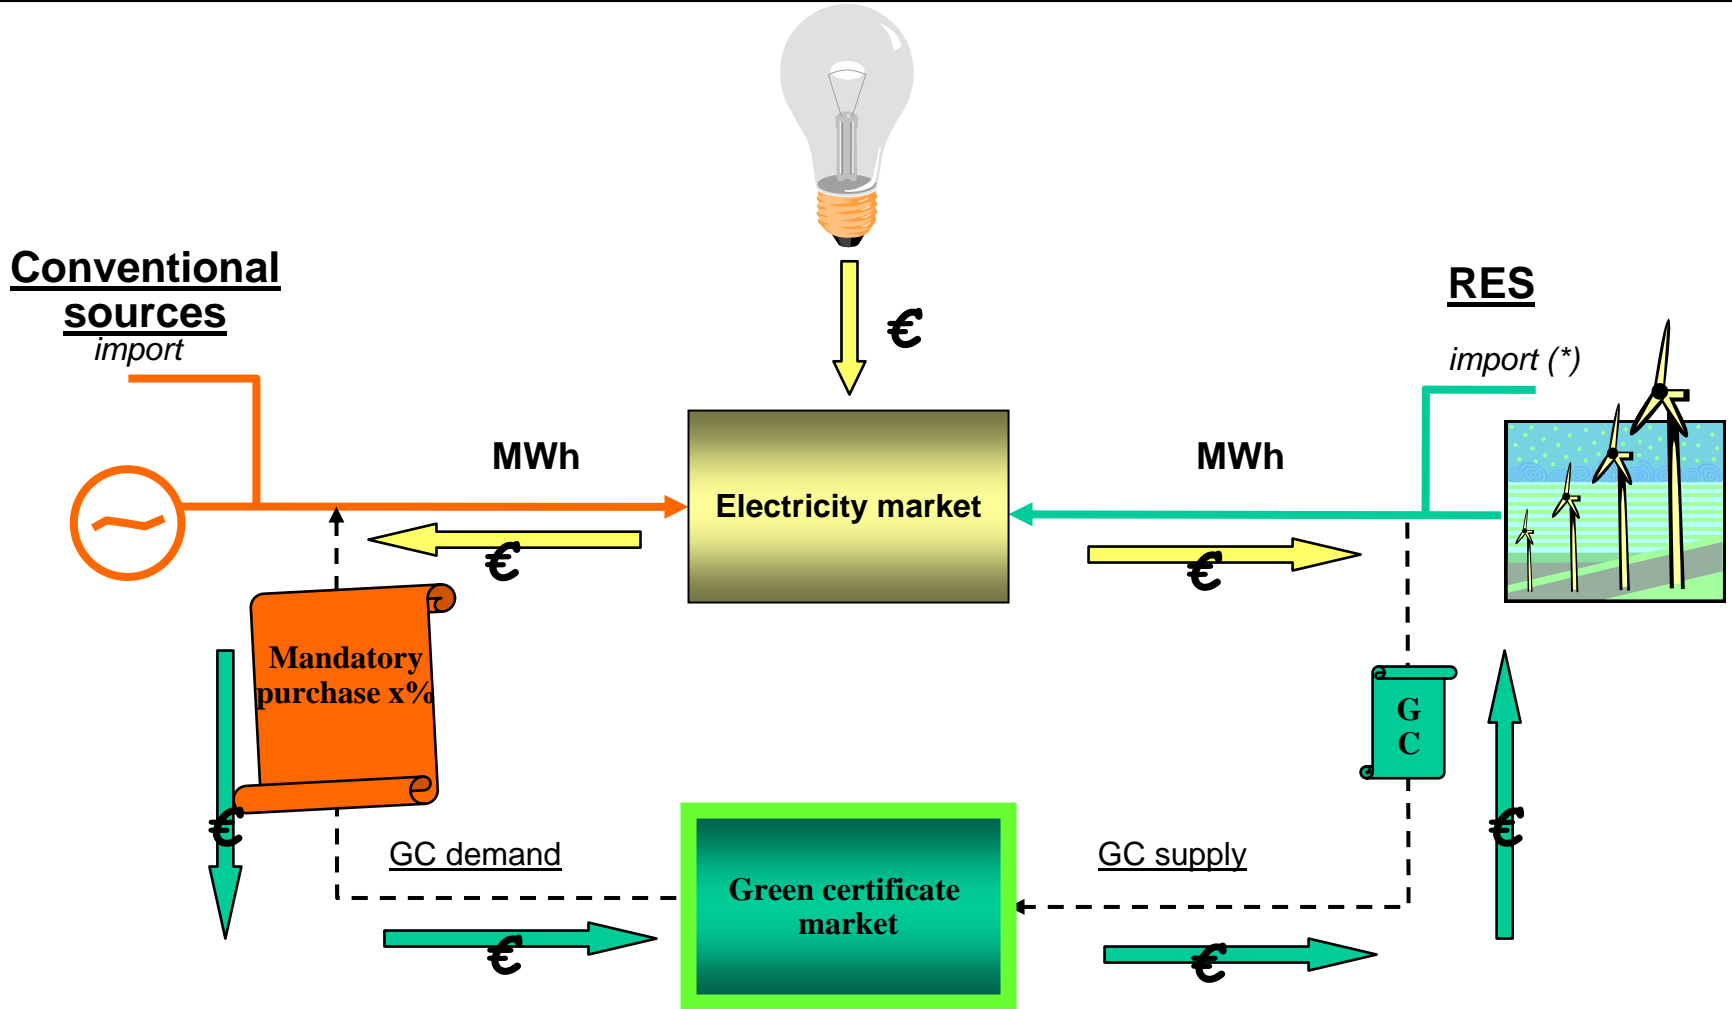 Conventional
sources
import
€
RES
import (*)
MWh
Electricity market
MWh
€
€
Mandatory
purchase x%
G
C
€
€
GC demand
GC supply
Green certificate
market
€
€